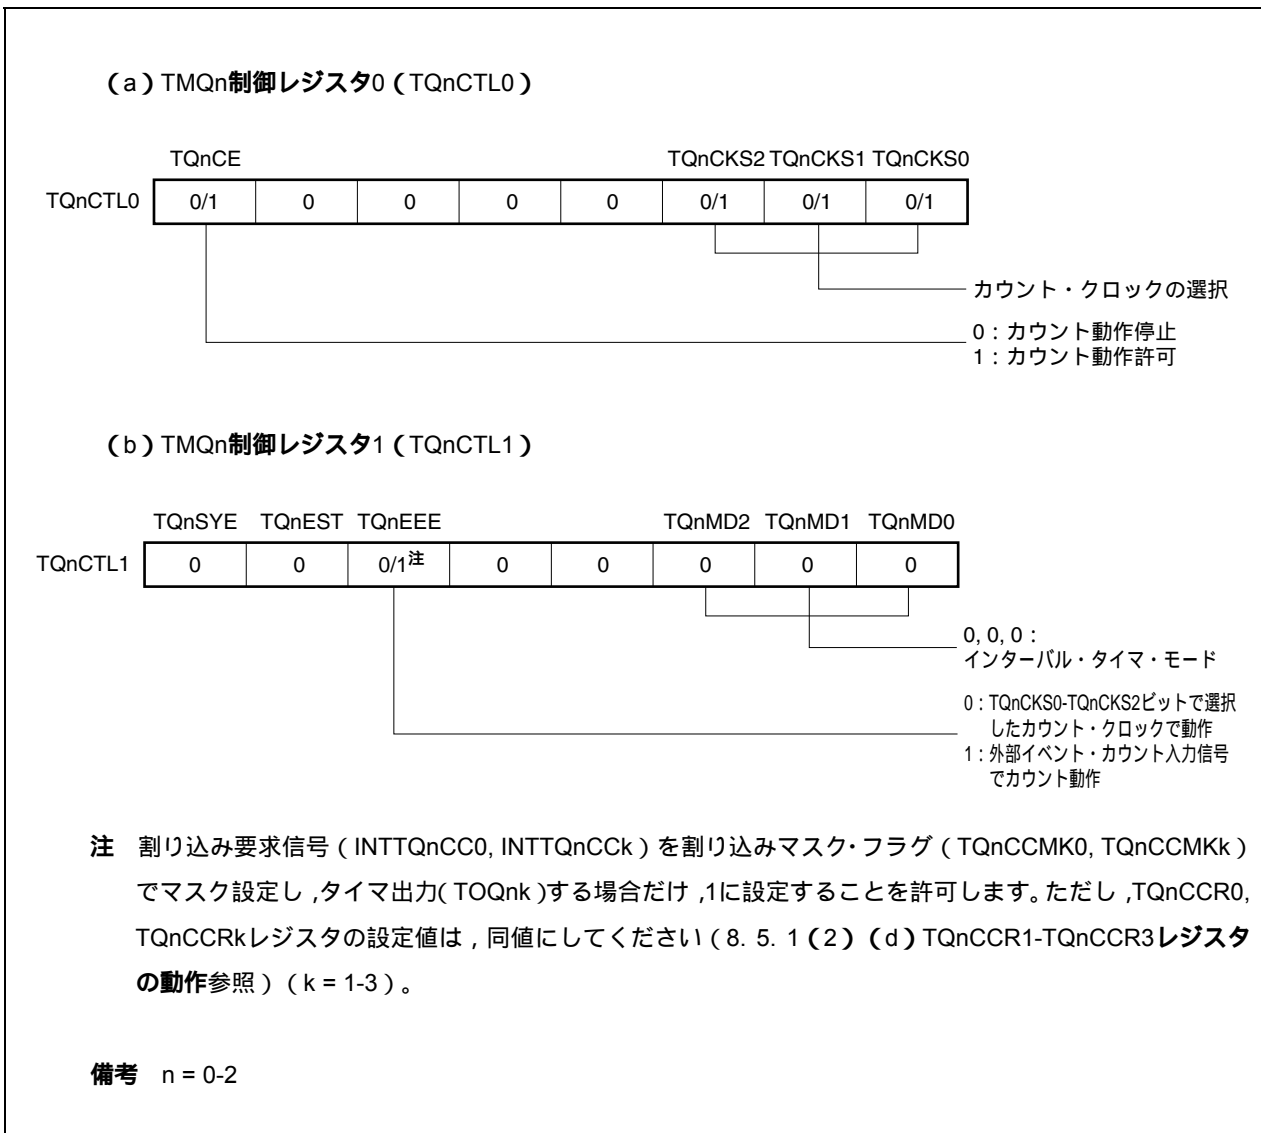 （a）TMQn制御レジスタ0（TQnCTL0）
TQnCE TQnCKS2 TQnCKS1 TQnCKS0
TQnCTL0 0/1 0 0 0 0 0/1 0/1 0/1
カウント・クロックの選択
0：カウント動作停止
1：カウント動作許可
（b）TMQn制御レジスタ1（TQnCTL1）
TQnSYE TQnEST TQnEEE TQnMD2 TQnMD1 TQnMD0
TQnCTL1 0 0 0/1注 0 0 0 0 0
0, 0, 0：
インターバル・タイマ・モード
0：TQnCKS0-TQnCKS2ビットで選択
したカウント・クロックで動作
1：外部イベント・カウント入力信号
でカウント動作
注 割り込み要求信号（INTTQnCC0, INTTQnCCk）を割り込みマスク・フラグ（TQnCCMK0, TQnCCMKk）
でマスク設定し,タイマ出力（TOQnk）する場合だけ,1に設定することを許可します。ただし,TQnCCR0,
TQnCCRkレジスタの設定値は,同値にしてください（8. 5. 1（2）（d）TQnCCR1-TQnCCR3レジスタ
の動作参照）（k = 1-3）。
備考 n = 0-2